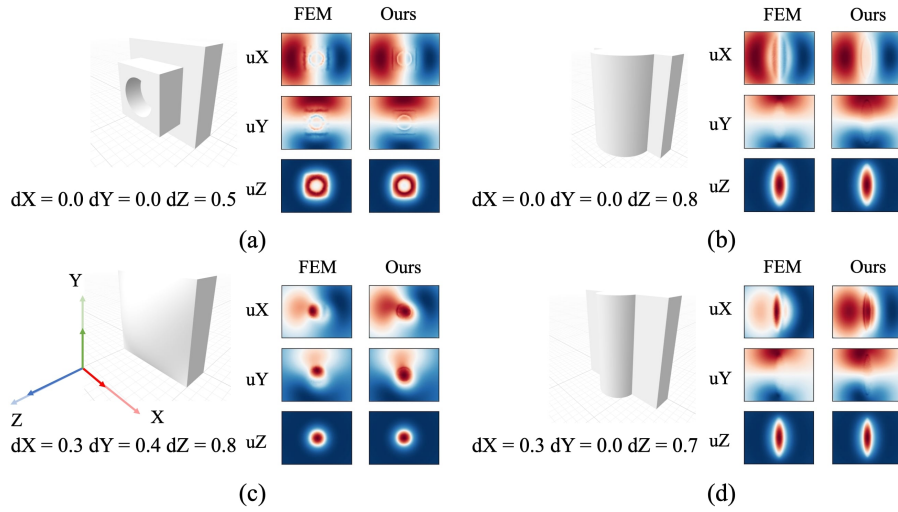 FEM Ours
uX
uY
uZ
dX = 0.0 dY = 0.0 dZ = 0.5
(a)
FEM Ours
uX
uY
uZ
dX = 0.0 dY = 0.0 dZ = 0.8
(b)
FEM Ours
Y
Z
X
uX
uY
uZ
dX = 0.3 dY = 0.4 dZ = 0.8
(c)
FEM Ours
uX
uY
uZ
dX = 0.3 dY = 0.0 dZ = 0.7
(d)